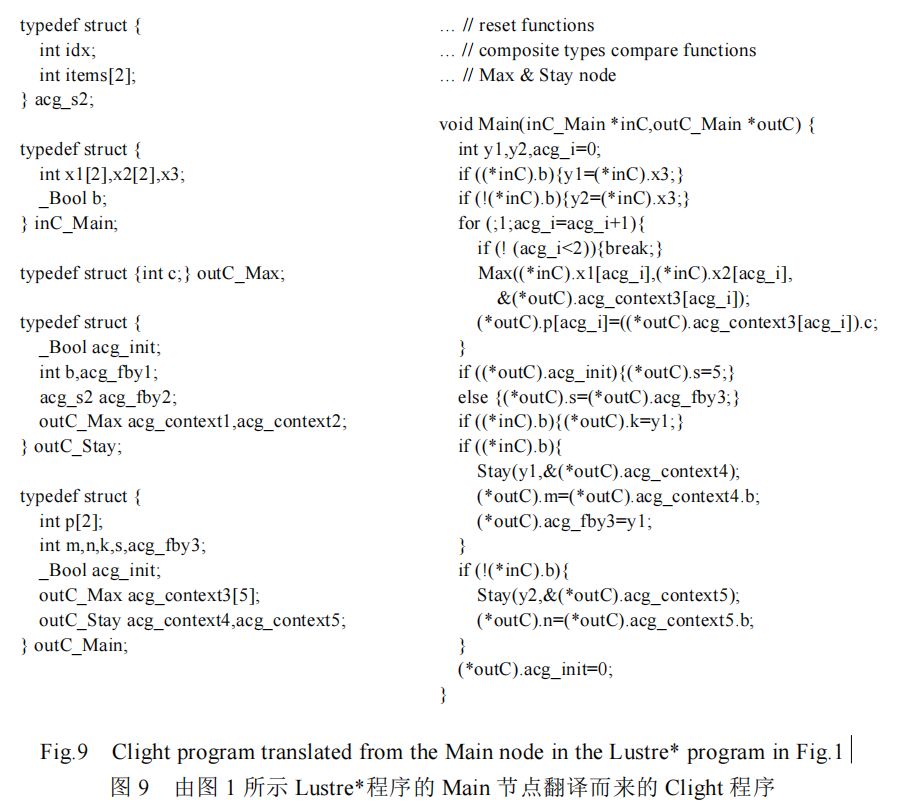 typedef struct {
int idx;
int items[2];
} acg_s2;
typedef struct {
int x1[2],x2[2],x3;
_Bool b;
} inC_Main;
typedef struct {int c;} outC_Max;
typedef struct {
_Bool acg_init;
int b,acg_fby1;
acg_s2 acg_fby2;
outC_Max acg_context1,acg_context2;
} outC_Stay;
typedef struct {
int p[2];
int m,n,k,s,acg_fby3;
_Bool acg_init;
outC_Max acg_context3[5];
outC_Stay acg_context4,acg_context5;
} outC_Main;
… // reset functions
… // composite types compare functions
… // Max & Stay node
void Main(inC_Main *inC,outC_Main *outC) {
int y1,y2,acg_i=0;
if ((*inC).b){y1=(*inC).x3;}
if (!(*inC).b){y2=(*inC).x3;}
for (;1;acg_i=acg_i+1){
if (! (acg_i<2)){break;}
Max((*inC).x1[acg_i],(*inC).x2[acg_i],
&(*outC).acg_context3[acg_i]);
(*outC).p[acg_i]=((*outC).acg_context3[acg_i]).c;
}
if ((*outC).acg_init){(*outC).s=5;}
else {(*outC).s=(*outC).acg_fby3;}
if ((*inC).b){(*outC).k=y1;}
if ((*inC).b){
Stay(y1,&(*outC).acg_context4);
(*outC).m=(*outC).acg_context4.b;
(*outC).acg_fby3=y1;
}
if (!(*inC).b){
Stay(y2,&(*outC).acg_context5);
(*outC).n=(*outC).acg_context5.b;
}
(*outC).acg_init=0;
}
Fig.9 Clight program translated from the Main node in the Lustre* program in Fig.1
图 9 由图 1 所示 Lustre*程序的 Main 节点翻译而来的 Clight 程序